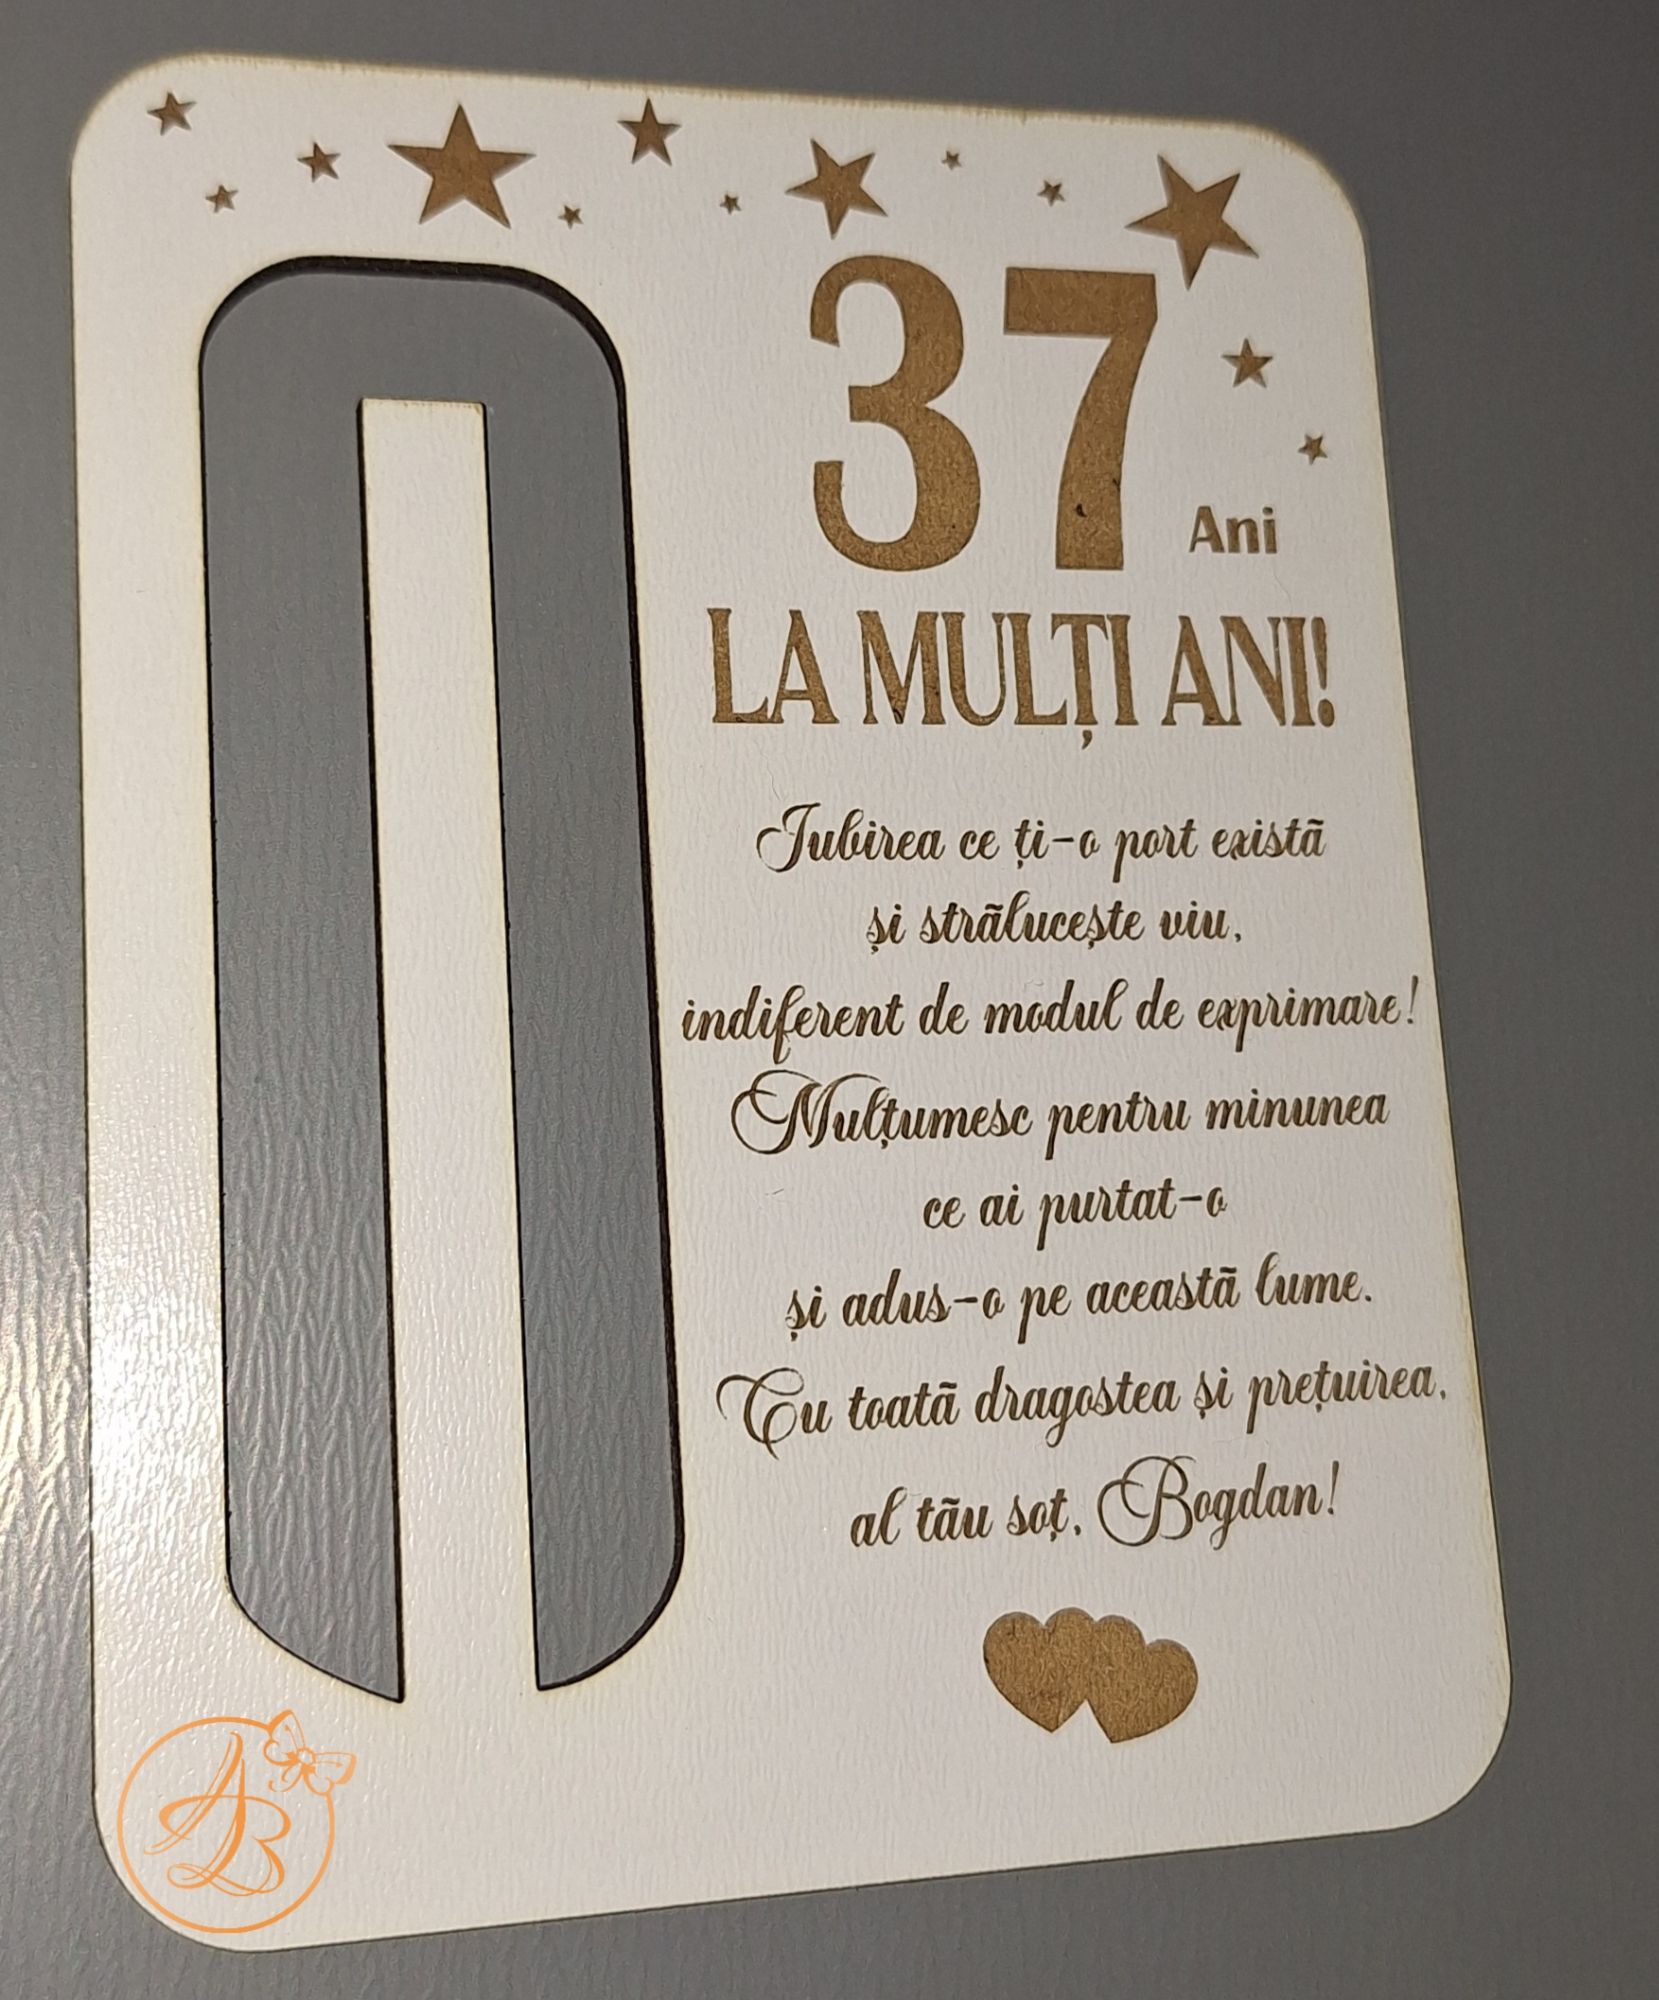 37
Ani
LA MULȚI ANI!
Iubirea ce ți-o port există
și strălucește viu,
indiferent de modul de exprimare!
Mulțumesc pentru minunea
ce ai purtat-o
și adus-o pe această lume.
Cu toată dragostea și prețuirea,
al tău soț, Bogdan!
AB